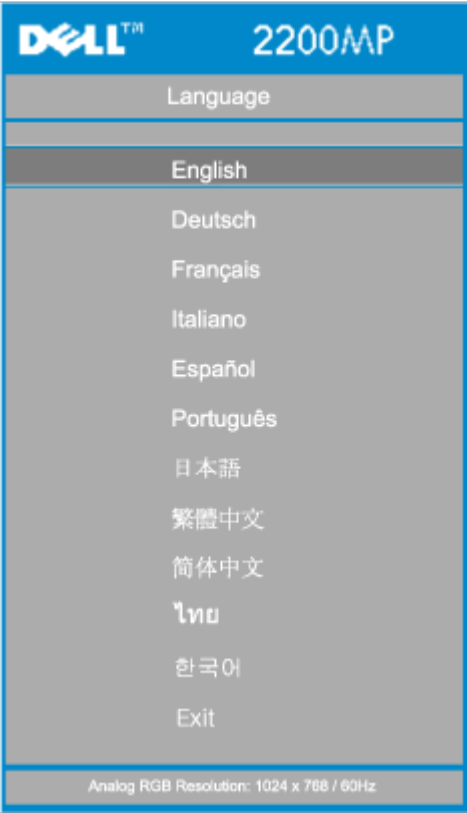 DELL™ 2200MP
Language
English
Deutsch
Français
Italiano
Español
Português
日本語
繁體中文
简体中文
ไทย
한국어
Exit
Analog RGB Resolution: 1024 x 768 / 60Hz